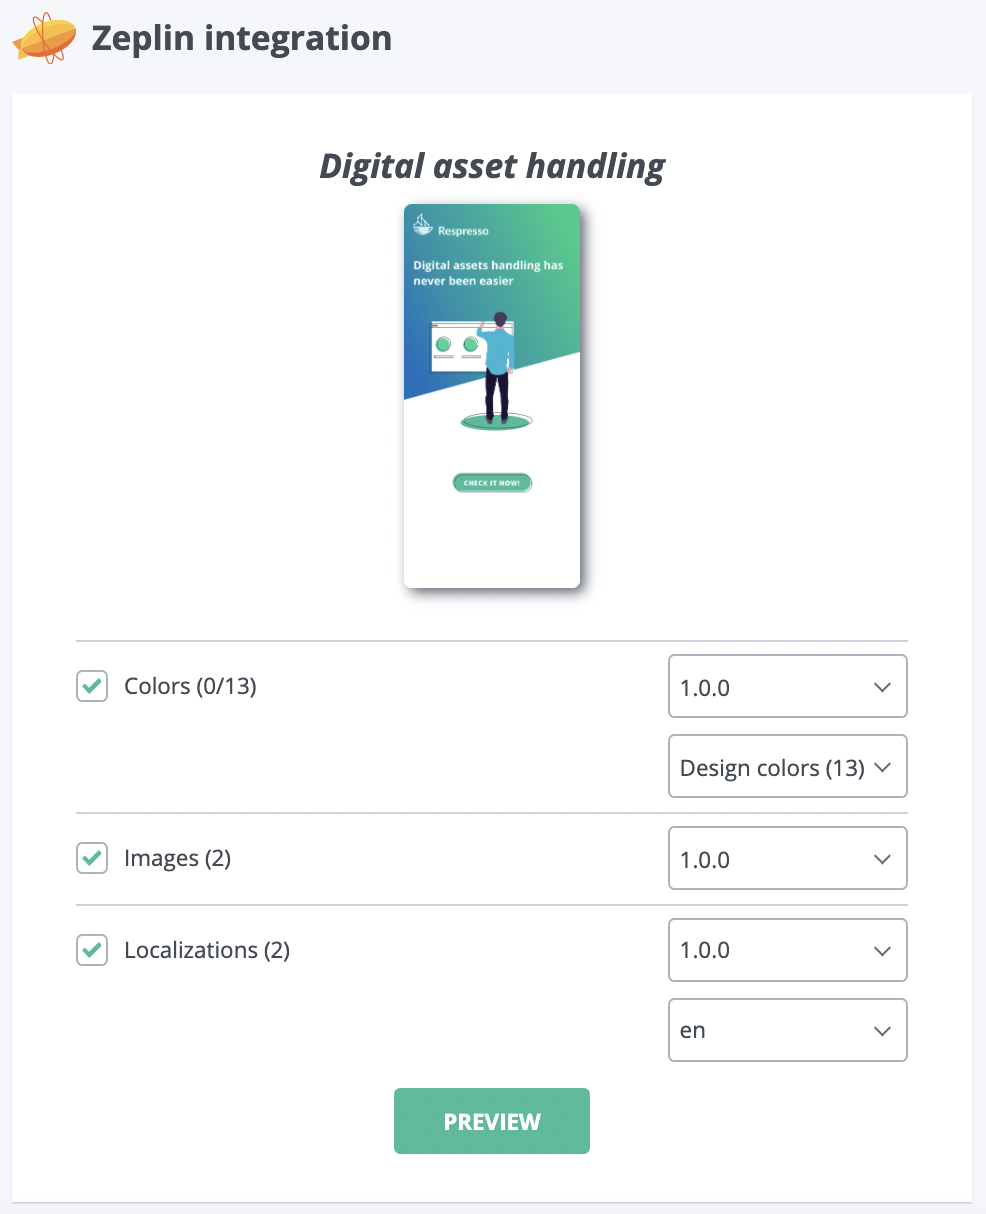 Zeplin integration
Digital asset handling
Respresso
Digital assets handling has
never been easier
CHECK IT NOW!
Colors (0/13)
1.0.0
Design colors (13)
Images (2)
1.0.0
Localizations (2)
1.0.0
en
PREVIEW